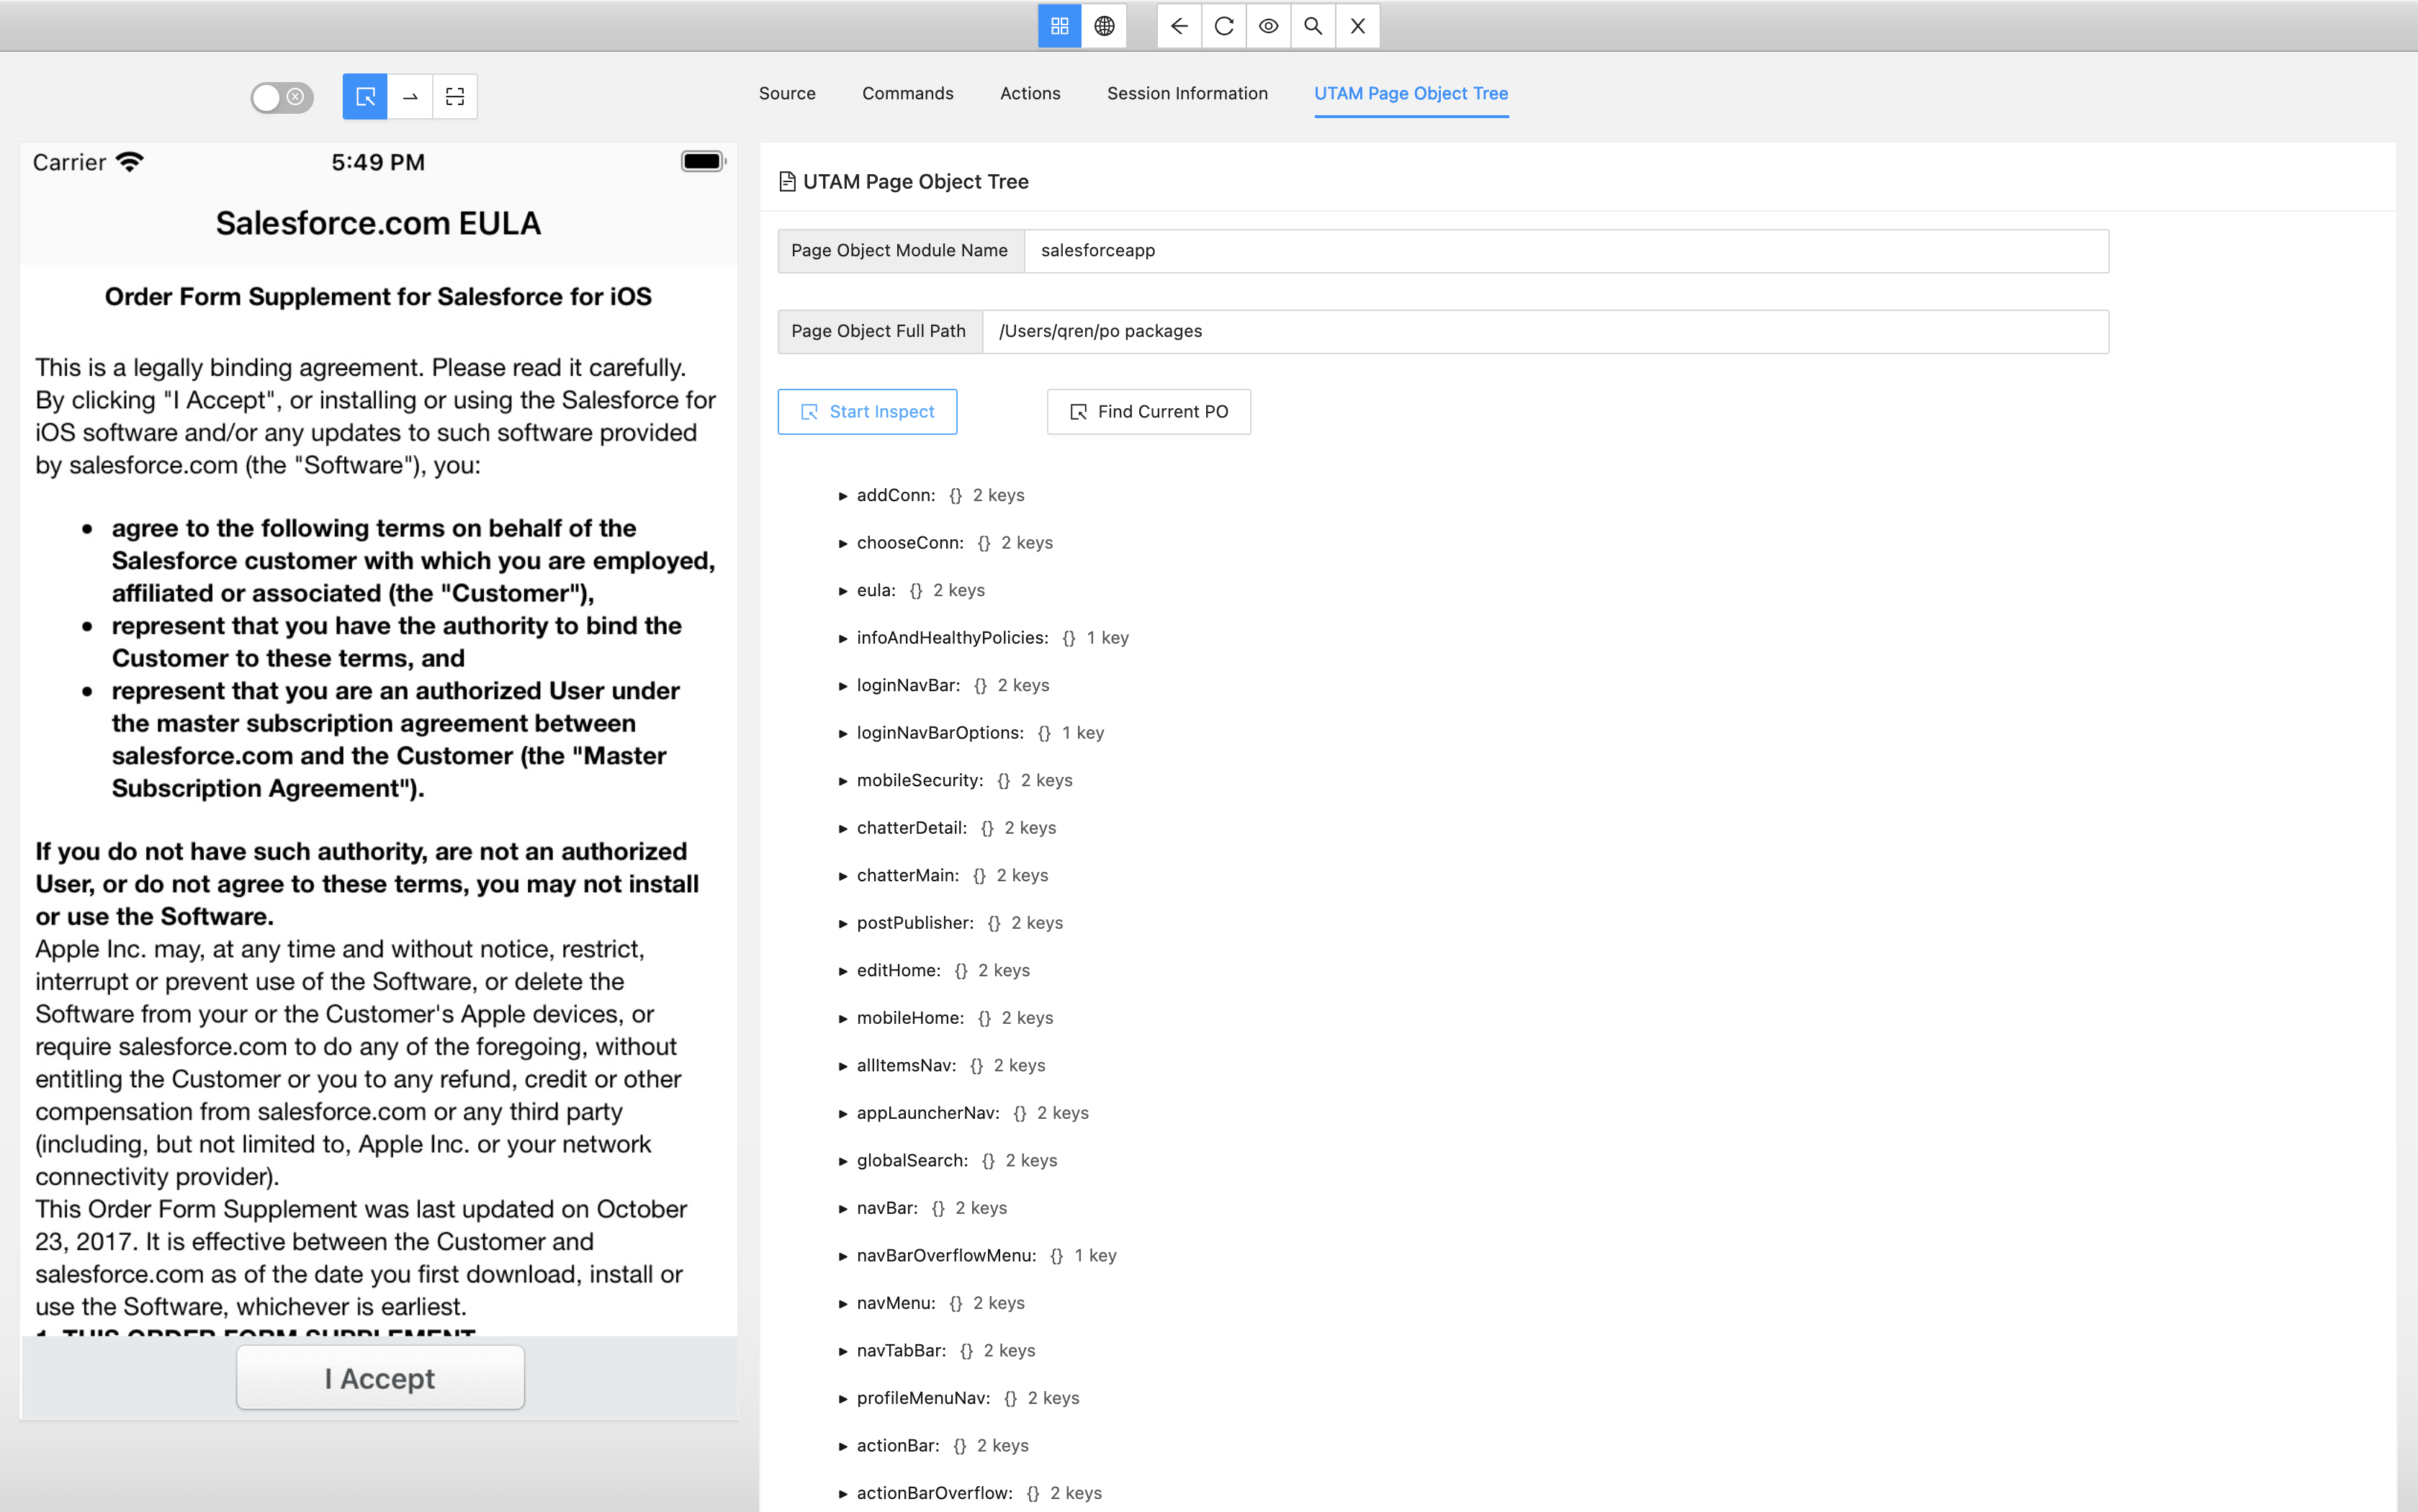 Source Commands Actions Session Information UTAM Page Object Tree
Carrier 5:49 PM
Salesforce.com EULA
Order Form Supplement for Salesforce for iOS
This is a legally binding agreement. Please read it carefully.
By clicking "I Accept", or installing or using the Salesforce for
iOS software and/or any updates to such software provided
by salesforce.com (the "Software"), you:
• agree to the following terms on behalf of the
Salesforce customer with which you are employed,
affiliated or associated (the "Customer"),
• represent that you have the authority to bind the
Customer to these terms, and
• represent that you are an authorized User under
the master subscription agreement between
salesforce.com and the Customer (the "Master
Subscription Agreement").
If you do not have such authority, are not an authorized
User, or do not agree to these terms, you may not install
or use the Software.
Apple Inc. may, at any time and without notice, restrict,
interrupt or prevent use of the Software, or delete the
Software from your or the Customer's Apple devices, or
require salesforce.com to do any of the foregoing, without
entitling the Customer or you to any refund, credit or other
compensation from salesforce.com or any third party
(including, but not limited to, Apple Inc. or your network
connectivity provider).
This Order Form Supplement was last updated on October
23, 2017. It is effective between the Customer and
salesforce.com as of the date you first download, install or
use the Software, whichever is earliest.
1. THIS ORDER FORM SUPPLEMENT
I Accept
UTAM Page Object Tree
Page Object Module Name salesforceapp
Page Object Full Path /Users/qren/po packages
Start Inspect Find Current PO
addConn: {} 2 keys
chooseConn: {} 2 keys
eula: {} 2 keys
infoAndHealthyPolicies: {} 1 key
loginNavBar: {} 2 keys
loginNavBarOptions: {} 1 key
mobileSecurity: {} 2 keys
chatterDetail: {} 2 keys
chatterMain: {} 2 keys
postPublisher: {} 2 keys
editHome: {} 2 keys
mobileHome: {} 2 keys
allItemsNav: {} 2 keys
appLauncherNav: {} 2 keys
globalSearch: {} 2 keys
navBar: {} 2 keys
navBarOverflowMenu: {} 1 key
navMenu: {} 2 keys
navTabBar: {} 2 keys
profileMenuNav: {} 2 keys
actionBar: {} 2 keys
actionBarOverflow: {} 2 keys